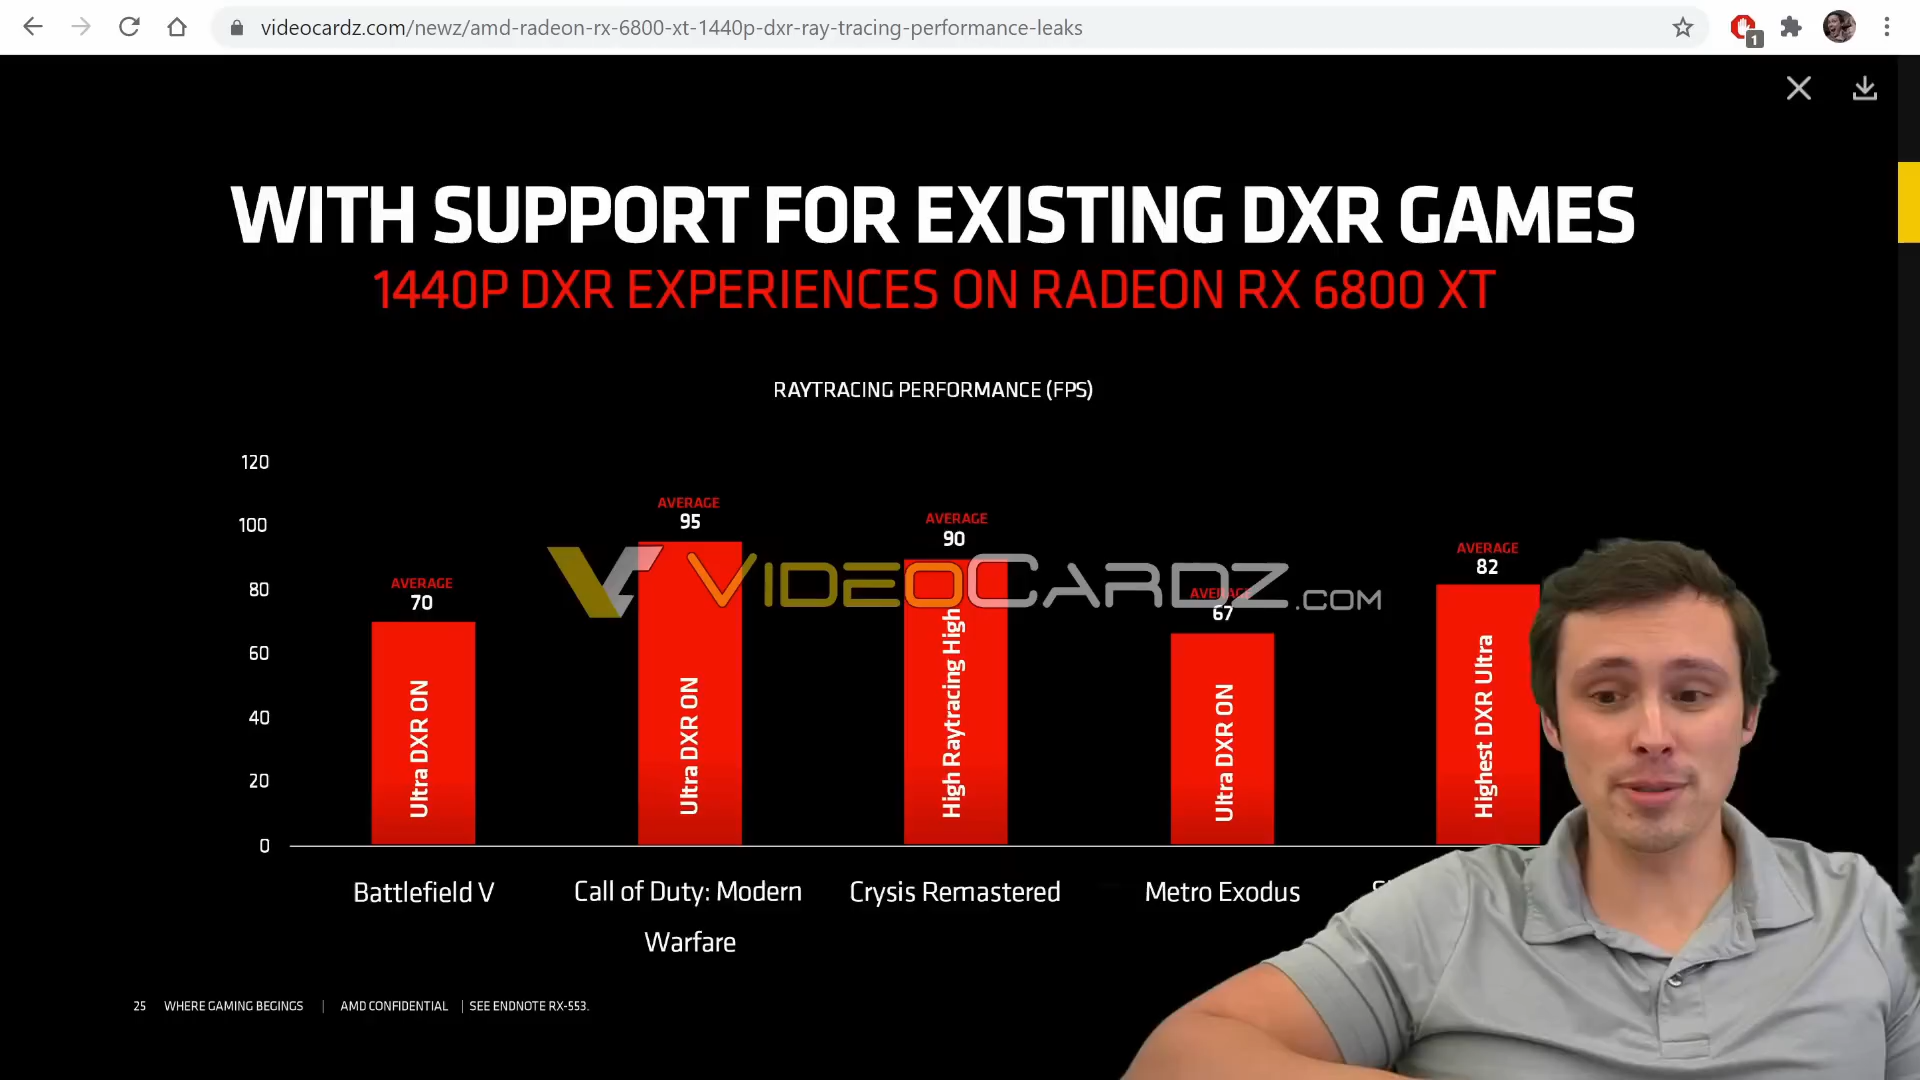 videocardz.com/newz/amd-radeon-rx-6800-xt-1440p-dxr-ray-tracing-performance-leaks
1
WITH SUPPORT FOR EXISTING DXR GAMES
1440P DXR EXPERIENCES ON RADEON RX 6800 XT
RAYTRACING PERFORMANCE (FPS)
120
100
80
60
40
20
0
AVERAGE
70
Ultra DXR ON
AVERAGE
95
Ultra DXR ON
AVERAGE
90
High Raytracing High
AVERAGE
67
Ultra DXR ON
AVERAGE
82
Highest DXR Ultra
VIDEOCARDZ.COM
Battlefield V
Call of Duty: Modern
Warfare
Crysis Remastered
Metro Exodus
25 WHERE GAMING BEGINGS | AMD CONFIDENTIAL | SEE ENDNOTE RX-553.